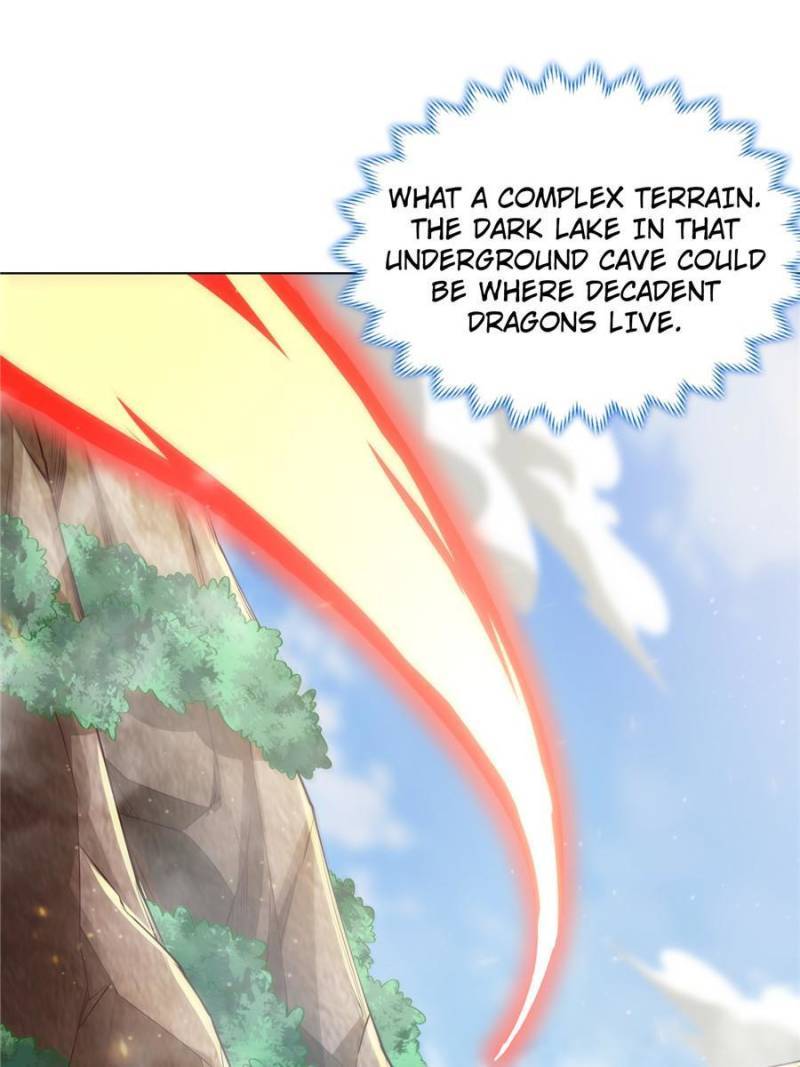 WHAT A COMPLEX TERRAIN.
THE DARK LAKE IN THAT
UNDERGROUND CAVE COULD
BE WHERE DECADENT
DRAGONS LIVE.